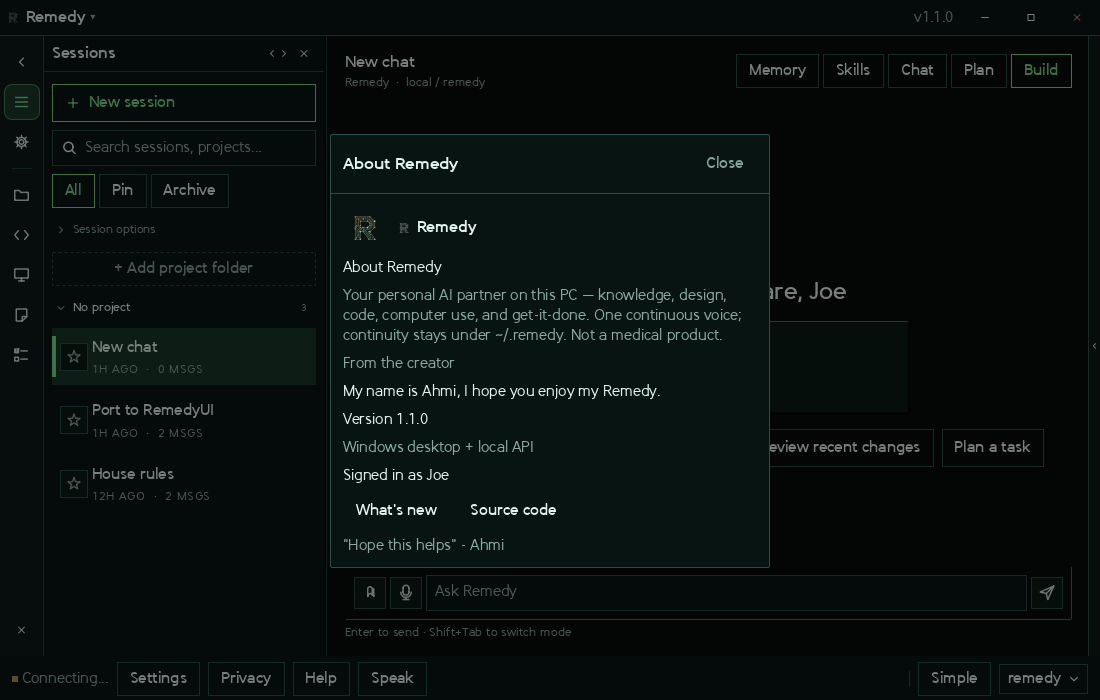 Remedy
v1.1.0
Sessions
New session
Search sessions, projects...
All
Pin
Archive
Session options
+ Add project folder
No project
3
New chat
1H AGO · 0 MSGS
Port to RemedyUI
1H AGO · 2 MSGS
House rules
12H AGO · 2 MSGS
New chat
Remedy · local / remedy
Memory
Skills
Chat
Plan
Build
About Remedy
Close
R Remedy
About Remedy
Your personal AI partner on this PC — knowledge, design,
code, computer use, and get-it-done. One continuous voice;
continuity stays under ~/.remedy. Not a medical product.
From the creator
My name is Ahmi, I hope you enjoy my Remedy.
Version 1.1.0
Windows desktop + local API
Signed in as Joe
What's new
Source code
"Hope this helps" - Ahmi
are, Joe
eview recent changes
Plan a task
Ask Remedy
Enter to send · Shift+Tab to switch mode
Connecting...
Settings
Privacy
Help
Speak
Simple
remedy